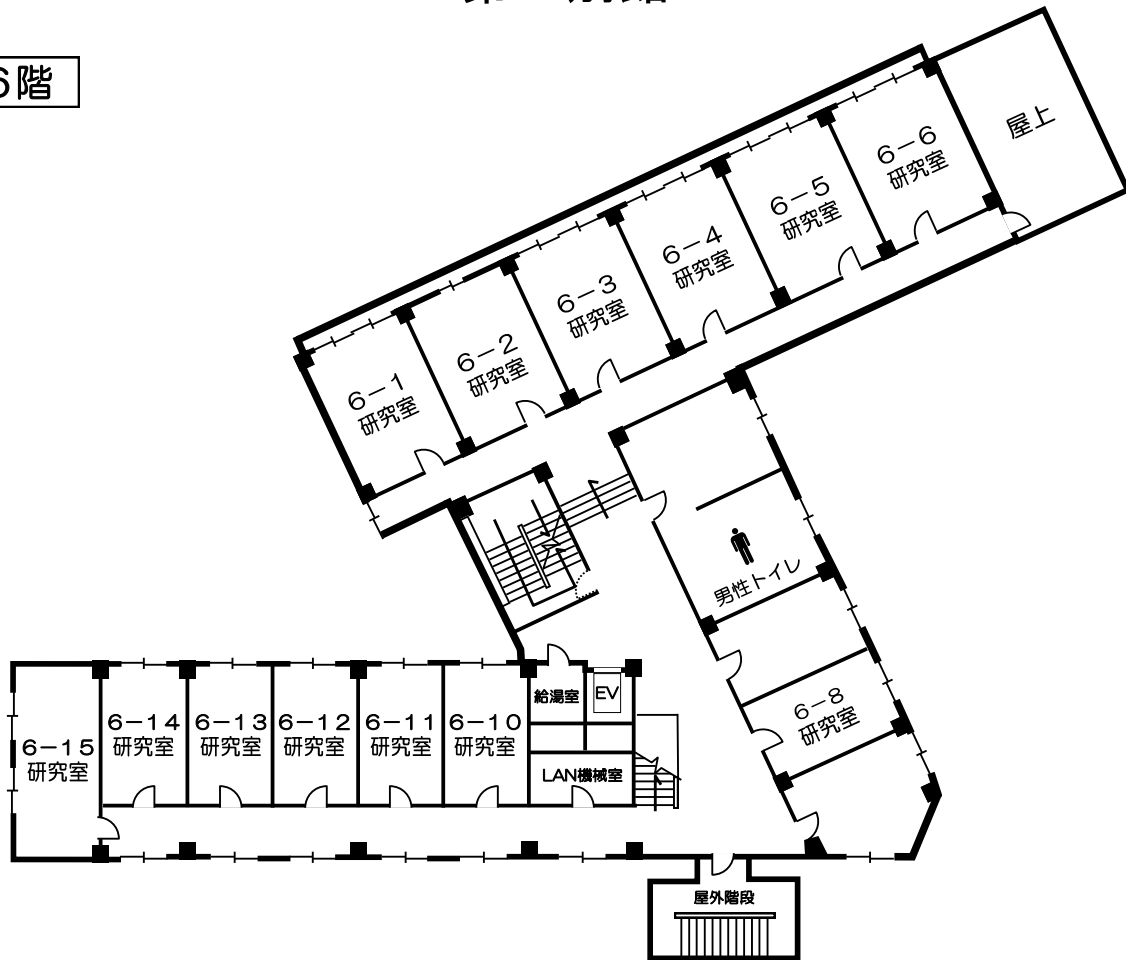 6階
屋上
6-6
研究室
6-5
研究室
6-4
研究室
6-3
研究室
6-2
研究室
6-1
研究室
男性トイレ
6-8
研究室
給湯室
EV
LAN機械室
6-10
研究室
6-11
研究室
6-12
研究室
6-13
研究室
6-14
研究室
6-15
研究室
屋外階段